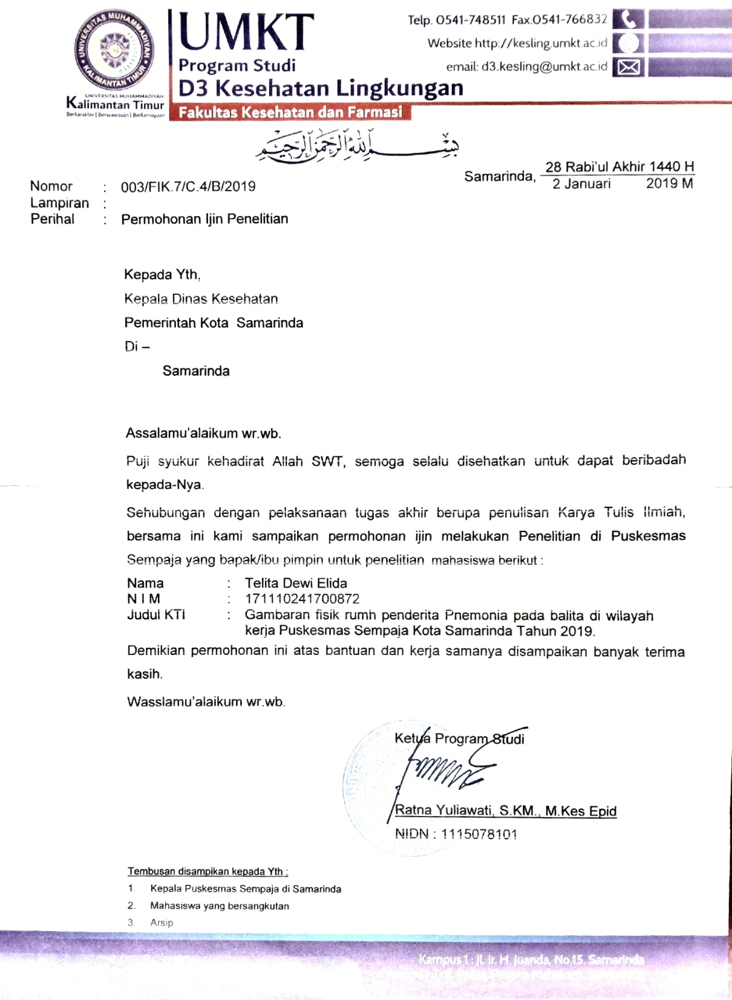 UNIVERSITAS MUHAMMADIYAH
KALIMANTAN TIMUR
UNIVERSITAS MUHAMMADIYAH
Kalimantan Timur
Berkarakter | Berwawasan | Berkemajuan
UMKT
Program Studi
D3 Kesehatan Lingkungan
Fakultas Kesehatan dan Farmasi
Telp. 0541-748511 Fax.0541-766832
Website http://kesling.umkt.ac.id
email: d3.kesling@umkt.ac.id
بسم الله الرحمن الرحيم
Samarinda, 28 Rabi'ul Akhir 1440 H
2 Januari 2019 M
Nomor : 003/FIK.7/C.4/B/2019
Lampiran :
Perihal : Permohonan Ijin Penelitian
Kepada Yth,
Kepala Dinas Kesehatan
Pemerintah Kota Samarinda
Di –
Samarinda
Assalamu'alaikum wr.wb.
Puji syukur kehadirat Allah SWT, semoga selalu disehatkan untuk dapat beribadah
kepada-Nya.
Sehubungan dengan pelaksanaan tugas akhir berupa penulisan Karya Tulis Ilmiah,
bersama ini kami sampaikan permohonan ijin melakukan Penelitian di Puskesmas
Sempaja yang bapak/ibu pimpin untuk penelitian mahasiswa berikut :
Nama : Telita Dewi Elida
N I M : 171110241700872
Judul KTI : Gambaran fisik rumh penderita Pnemonia pada balita di wilayah
kerja Puskesmas Sempaja Kota Samarinda Tahun 2019.
Demikian permohonan ini atas bantuan dan kerja samanya disampaikan banyak terima
kasih.
Wasslamu'alaikum wr.wb.
Ketua Program Studi
Ratna Yuliawati, S.KM., M.Kes Epid
NIDN : 1115078101
Tembusan disampikan kepada Yth :
1. Kepala Puskesmas Sempaja di Samarinda
2. Mahasiswa yang bersangkutan
3. Arsip
Kampus 1 : Jl. Ir. H. Juanda, No.15, Samarinda